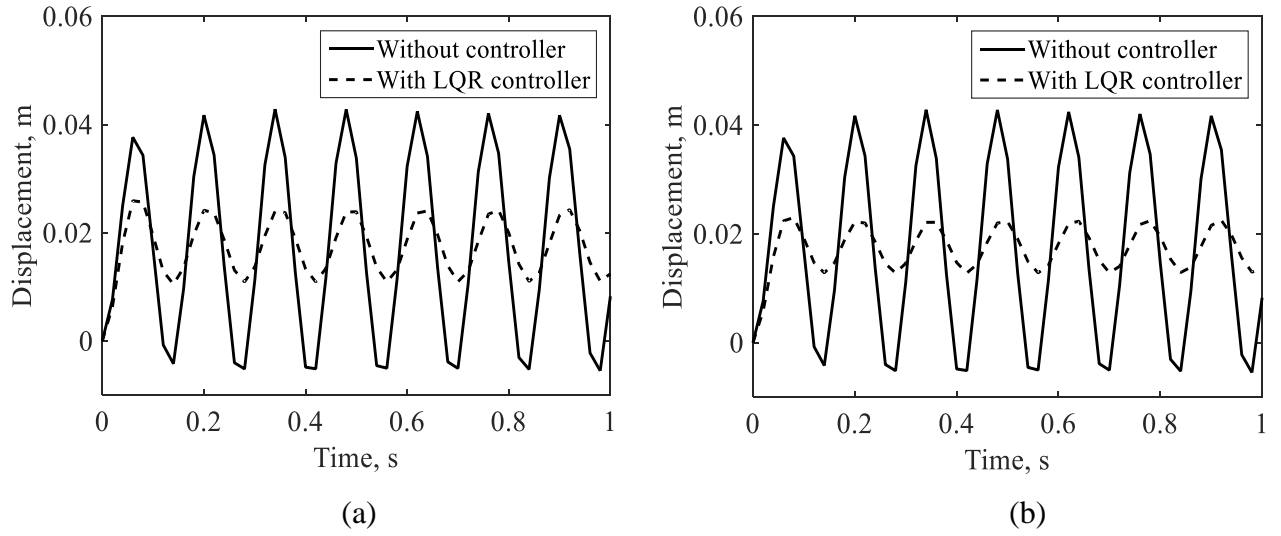 0.06
Without controller
With LQR controller
0.04
0.02
0
Displacement, m
0 0.2 0.4 0.6 0.8 1
Time, s
(a)
0.06
Without controller
With LQR controller
0.04
0.02
0
Displacement, m
0 0.2 0.4 0.6 0.8 1
Time, s
(b)